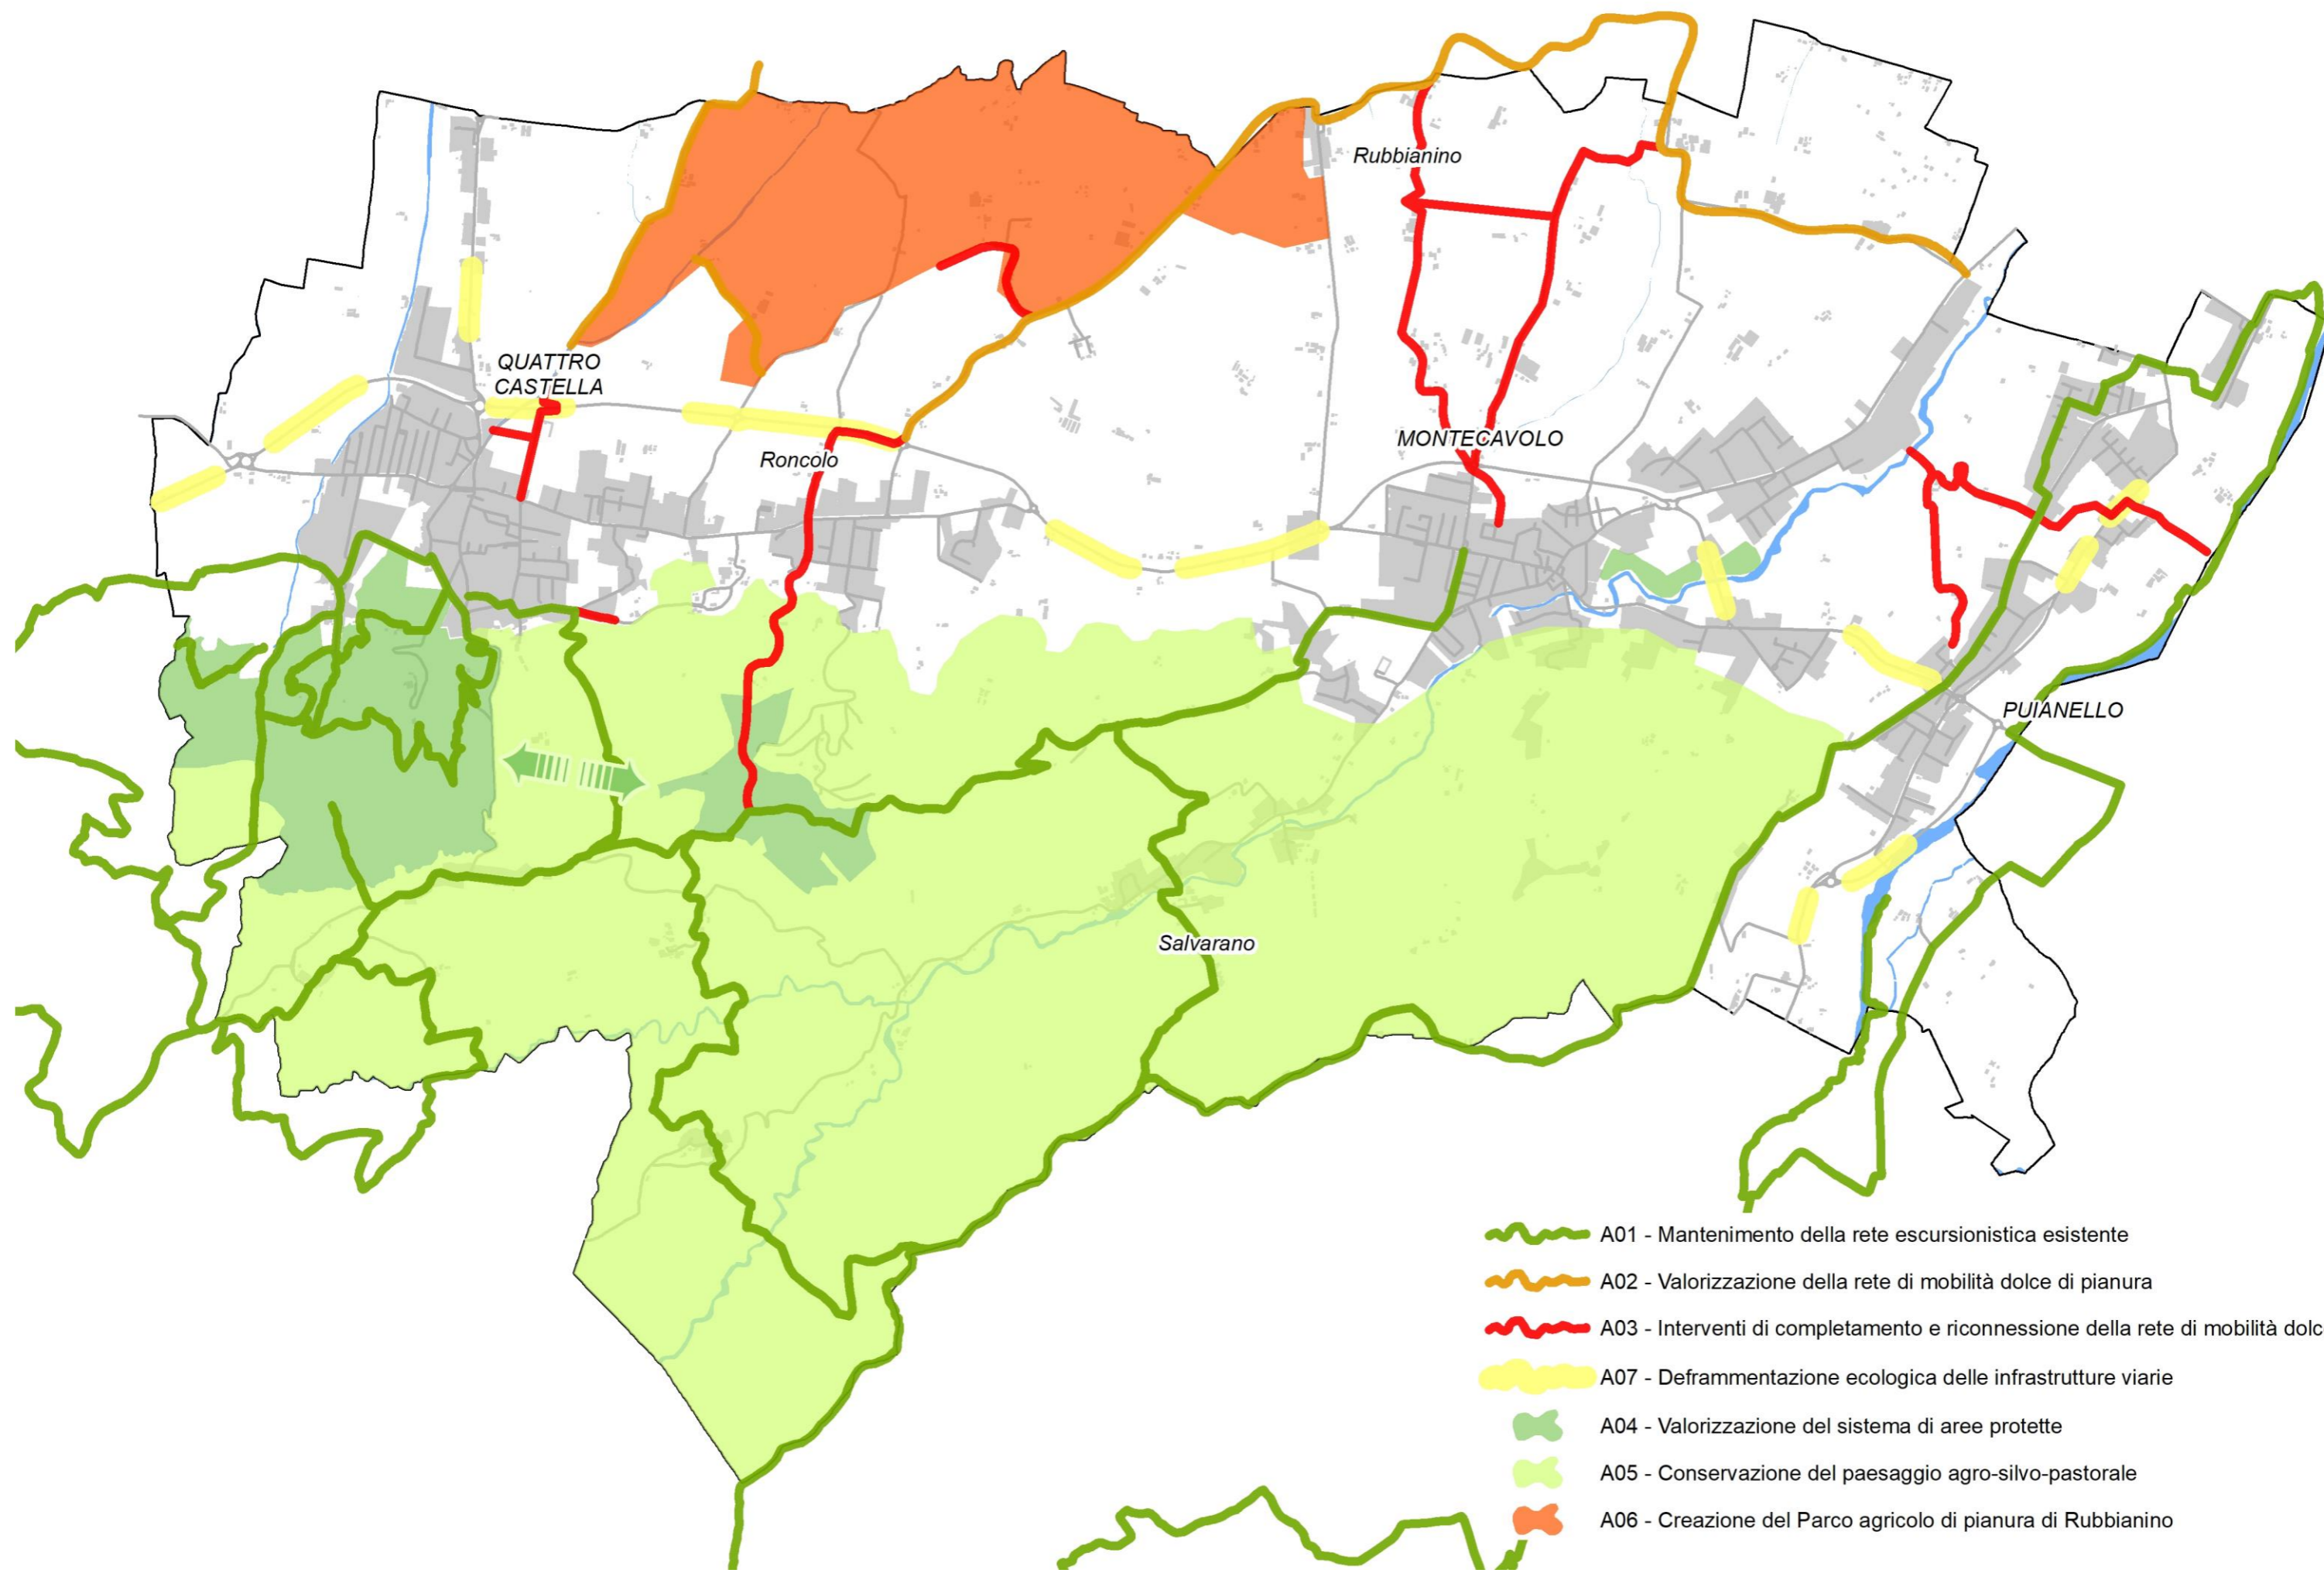 Rubbianino
QUATTRO
CASTELLA
MONTECAVOLO
Roncolo
PUIANELLO
Salvarano
A01 - Mantenimento della rete escursionistica esistente
A02 - Valorizzazione della rete di mobilità dolce di pianura
A03 - Interventi di completamento e riconnessione della rete di mobilità dolc
A07 - Deframmentazione ecologica delle infrastrutture viarie
A04 - Valorizzazione del sistema di aree protette
A05 - Conservazione del paesaggio agro-silvo-pastorale
A06 - Creazione del Parco agricolo di pianura di Rubbianino